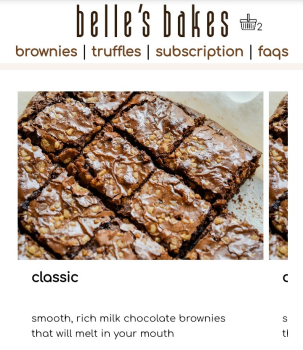 belle's bakes 2
brownies | truffles | subscription | faqs
classic
smooth, rich milk chocolate brownies
that will melt in your mouth